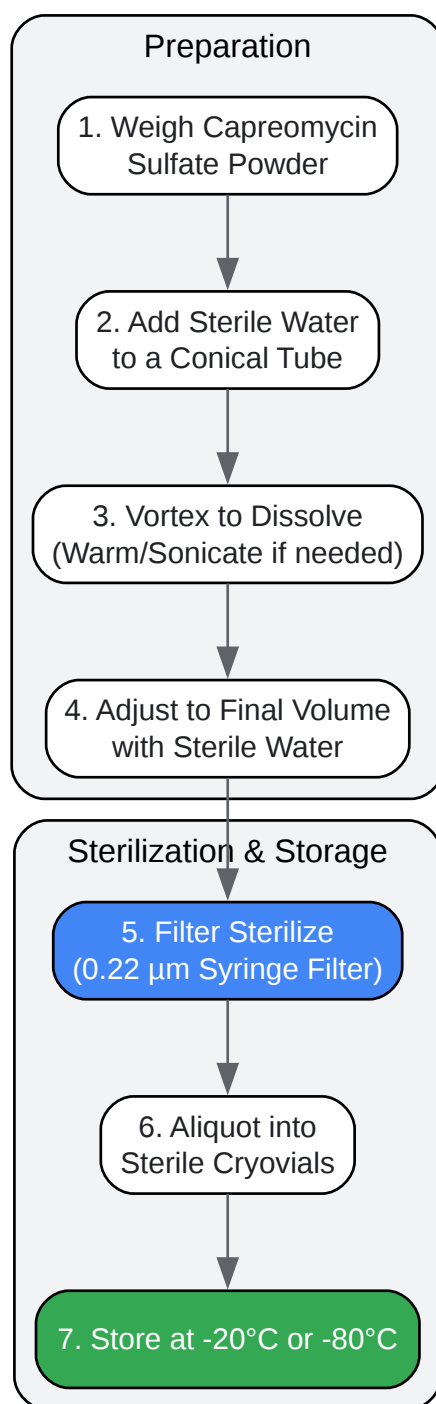 Preparation
1. Weigh Capreomycin
Sulfate Powder
2. Add Sterile Water
to a Conical Tube
3. Vortex to Dissolve
(Warm/Sonicate if needed)
4. Adjust to Final Volume
with Sterile Water
Sterilization & Storage
5. Filter Sterilize
(0.22 µm Syringe Filter)
6. Aliquot into
Sterile Cryovials
7. Store at -20°C or -80°C